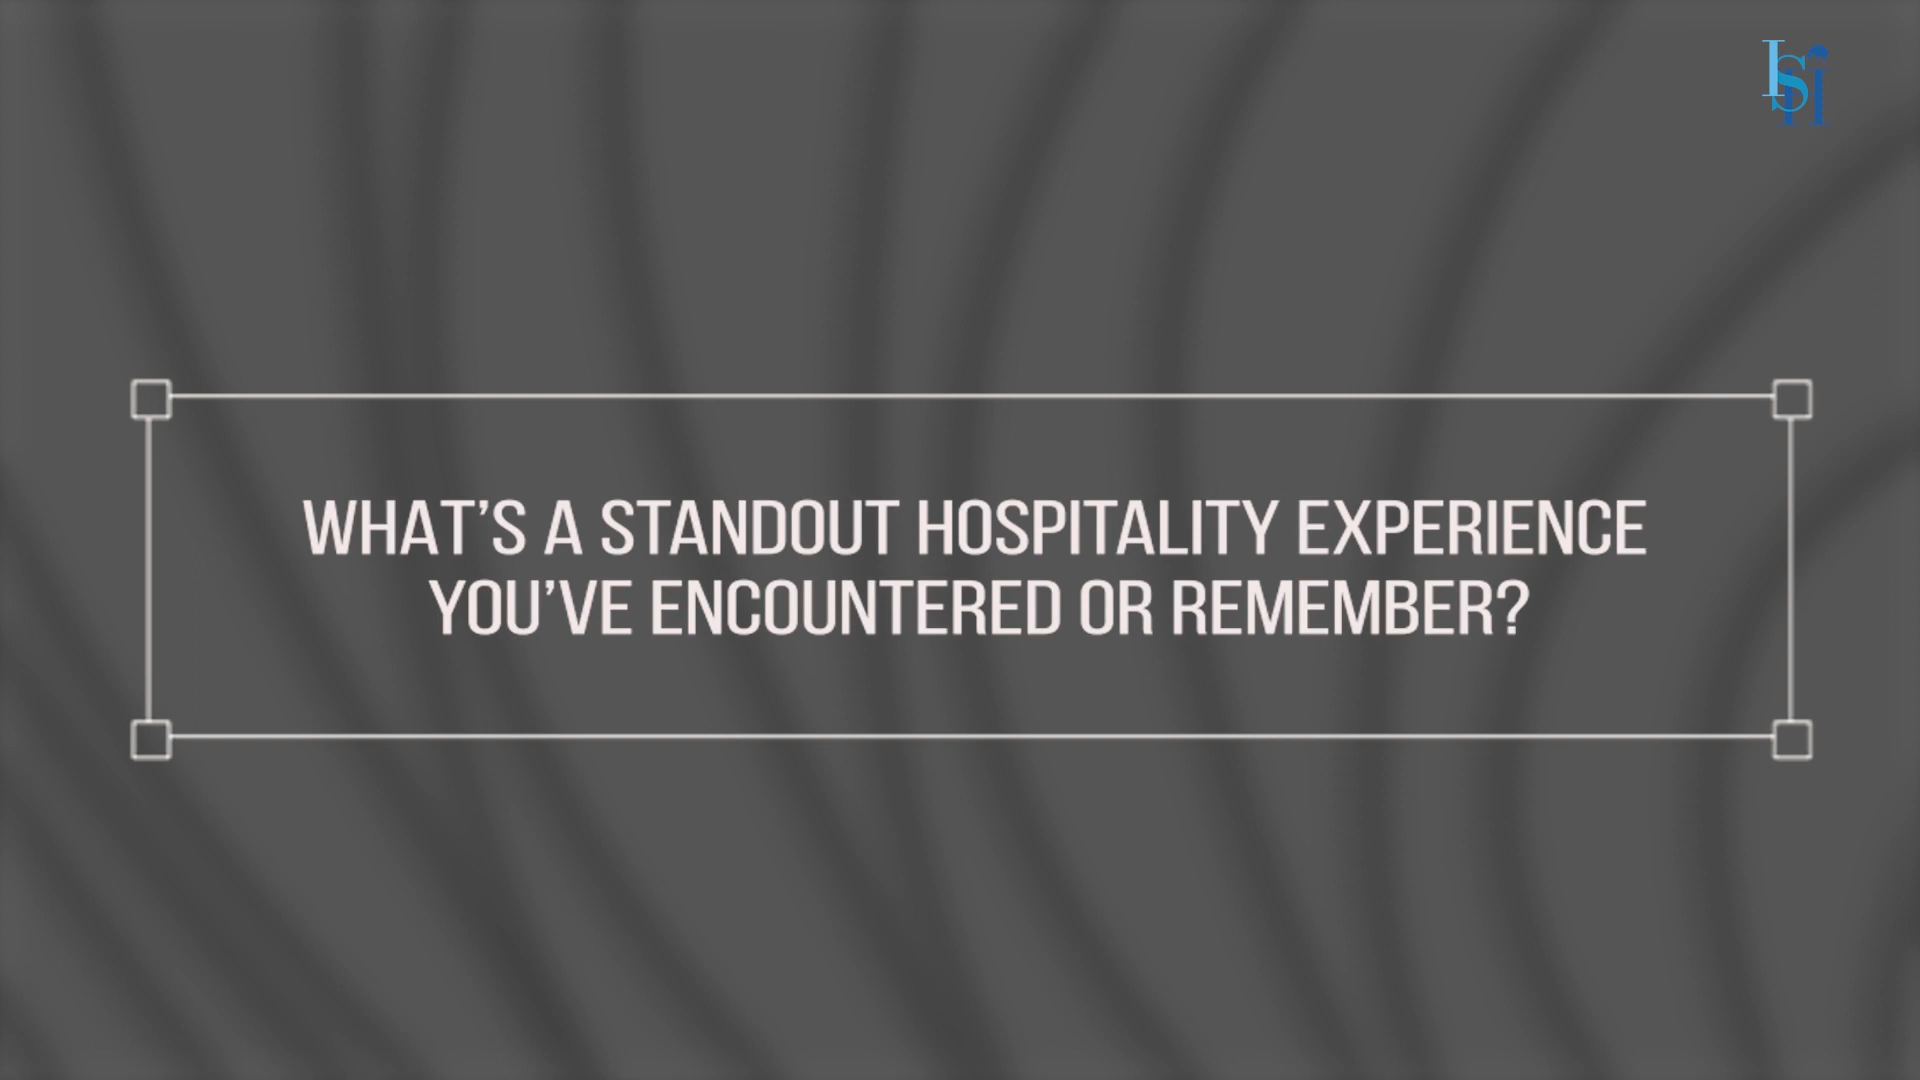 WHAT’S A STANDOUT HOSPITALITY EXPERIENCE
YOU’VE ENCOUNTERED OR REMEMBER?